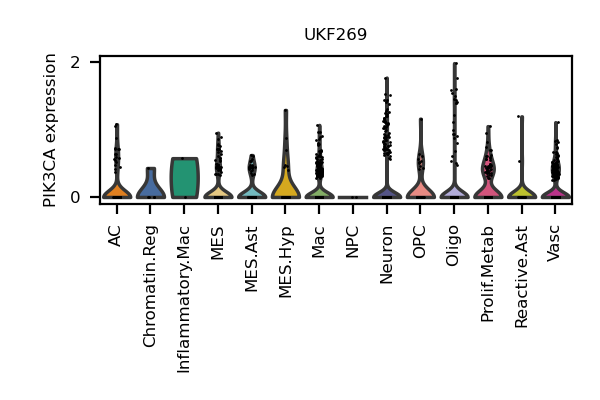 UKF269
PIK3CA expression
2
0
AC
Chromatin.Reg
Inflammatory.Mac
MES
MES.Ast
MES.Hyp
Mac
NPC
Neuron
OPC
Oligo
Prolif.Metab
Reactive.Ast
Vasc